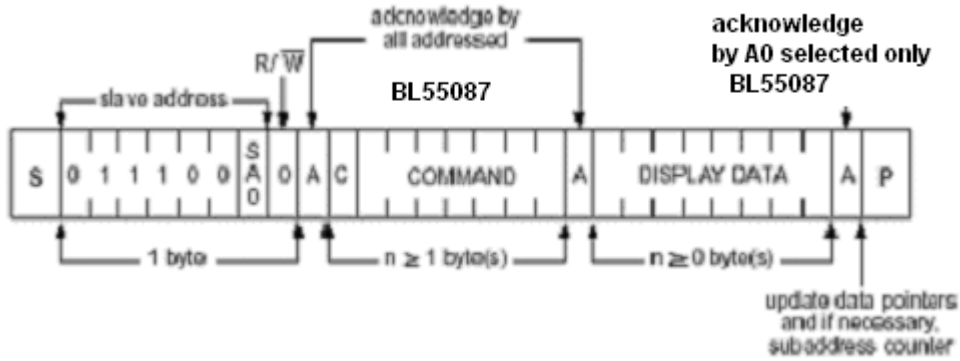 acknowledge by
all addressed
acknowledge
by A0 selected only
BL55087
R/W
BL55087
slave address
S 0 1 1 1 0 0 SA0 0 A C COMMAND A DISPLAY DATA A P
1 byte
n ≥ 1 byte(s)
n ≥ 0 byte(s)
update data pointers
and if necessary,
subaddress counter